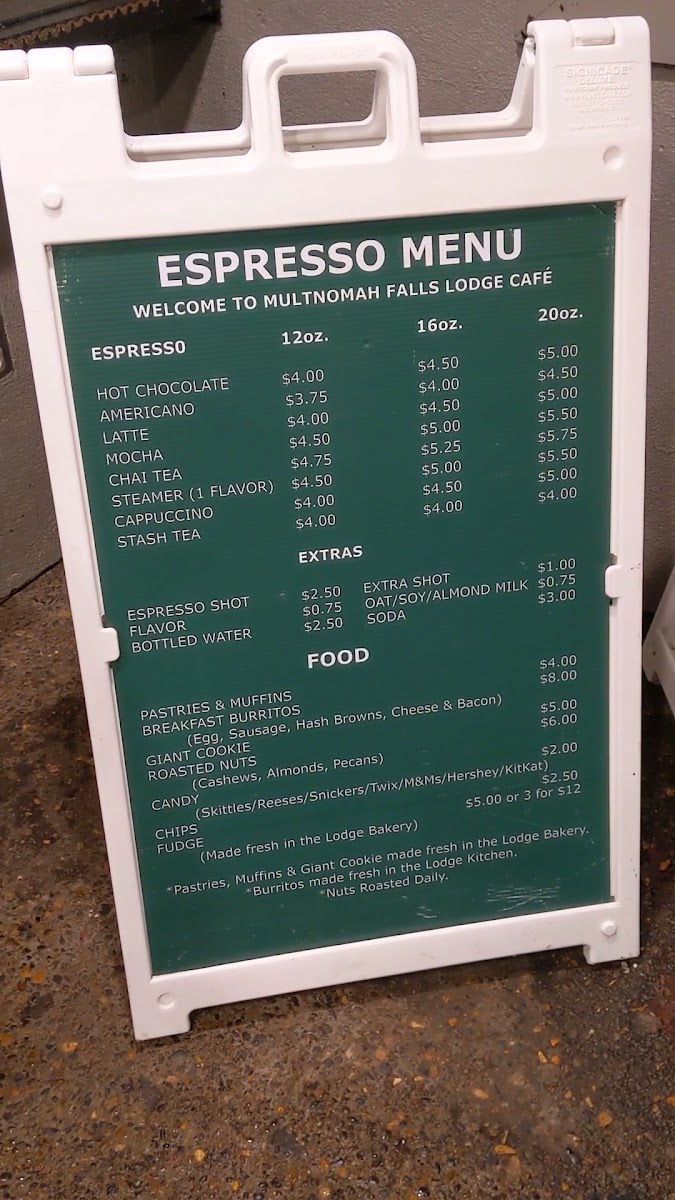 SIGNICADE
DELUXE
ESPRESSO MENU
WELCOME TO MULTNOMAH FALLS LODGE CAFÉ
ESPRESSO 12oz. 16oz. 20oz.
HOT CHOCOLATE $4.00 $4.50 $5.00
AMERICANO $3.75 $4.00 $4.50
LATTE $4.00 $4.50 $5.00
MOCHA $4.50 $5.00 $5.50
CHAI TEA $4.75 $5.25 $5.75
STEAMER (1 FLAVOR) $4.50 $5.00 $5.50
CAPPUCCINO $4.00 $4.50 $5.00
STASH TEA $4.00 $4.00 $4.00
EXTRAS
ESPRESSO SHOT $2.50 EXTRA SHOT $1.00
FLAVOR $0.75 OAT/SOY/ALMOND MILK $0.75
BOTTLED WATER $2.50 SODA $3.00
FOOD
PASTRIES & MUFFINS $4.00
BREAKFAST BURRITOS $8.00
(Egg, Sausage, Hash Browns, Cheese & Bacon)
GIANT COOKIE $5.00
ROASTED NUTS $6.00
(Cashews, Almonds, Pecans)
CANDY $2.00
(Skittles/Reeses/Snickers/Twix/M&Ms/Hershey/KitKat)
CHIPS $2.50
FUDGE $5.00 or 3 for $12
(Made fresh in the Lodge Bakery)
*Pastries, Muffins & Giant Cookie made fresh in the Lodge Bakery.
*Burritos made fresh in the Lodge Kitchen.
*Nuts Roasted Daily.